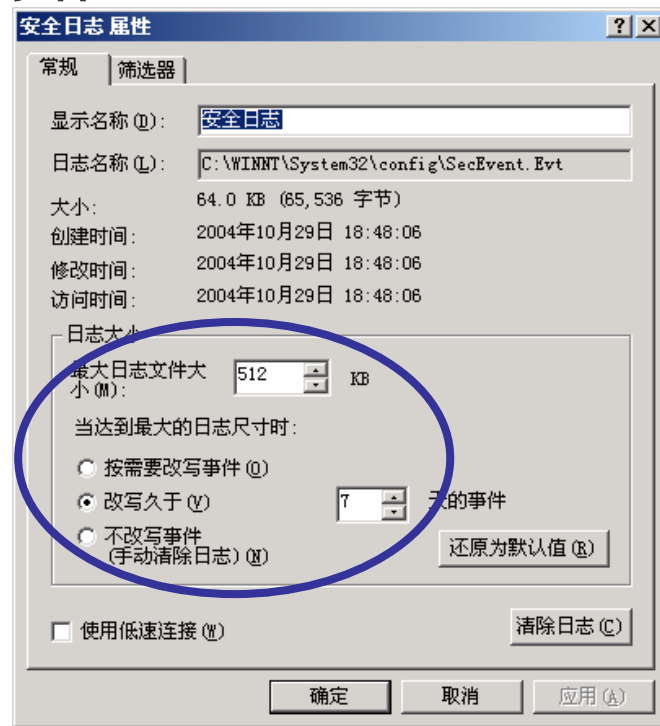 安全日志 属性
常规 筛选器
显示名称(D): 安全日志
日志名称(L): C:\WINNT\System32\config\SecEvent.Evt
大小: 64.0 KB (65,536 字节)
创建时间: 2004年10月29日 18:48:06
修改时间: 2004年10月29日 18:48:06
访问时间: 2004年10月29日 18:48:06
日志大小
最大日志文件大
小(M): 512 KB
当达到最大的日志尺寸时:
按需要改写事件(O)
改写久于(V) 7 天的事件
不改写事件
(手动清除日志)(N)
还原为默认值(R)
使用低速连接(W)
清除日志(C)
确定 取消 应用(A)